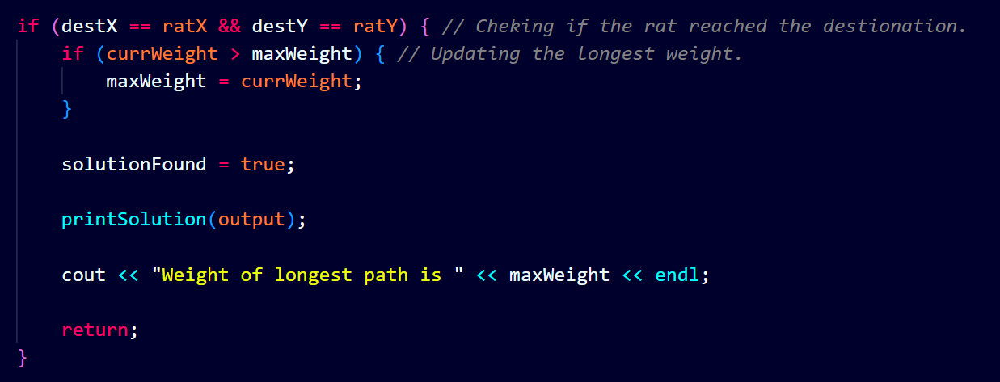 if (destX == ratX && destY == ratY) { // Cheking if the rat reached the destionation.
    if (currWeight > maxWeight) { // Updating the longest weight.
        maxWeight = currWeight;
    }

    solutionFound = true;

    printSolution(output);

    cout << "Weight of longest path is " << maxWeight << endl;

    return;
}